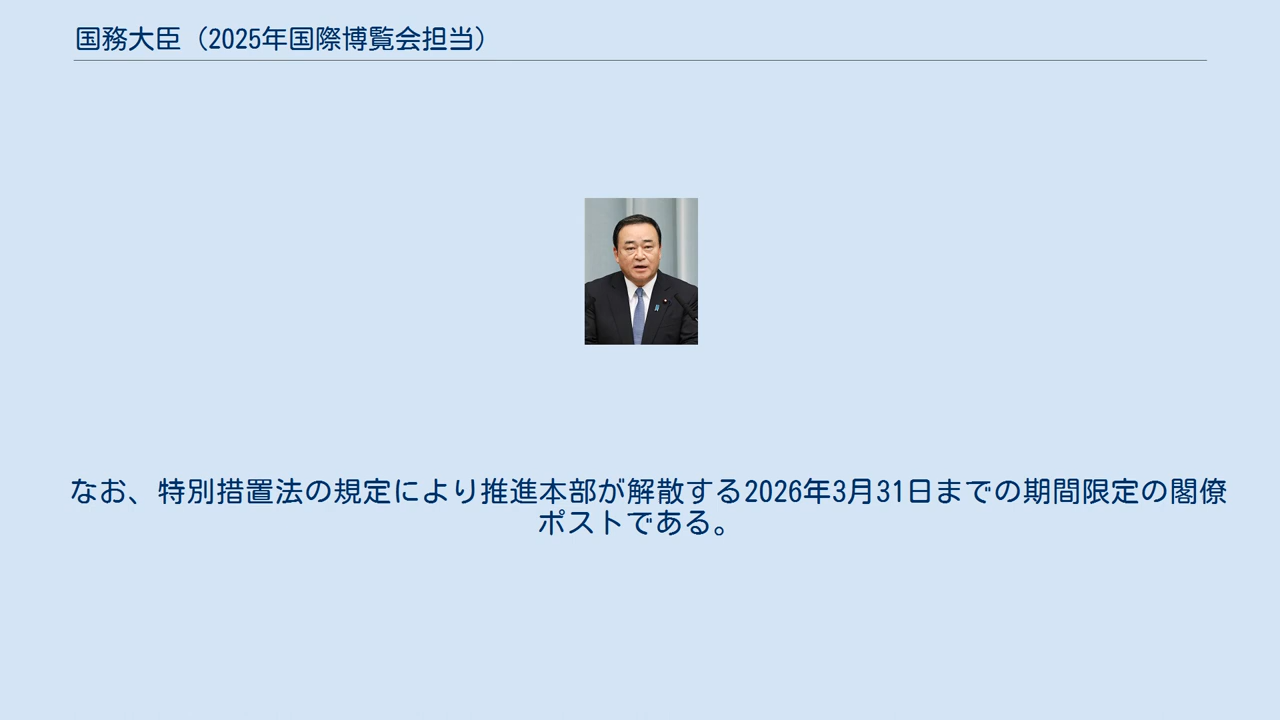 国務大臣（2025年国際博覧会担当）
なお、特別措置法の規定により推進本部が解散する2026年3月31日までの期間限定の閣僚
ポストである。